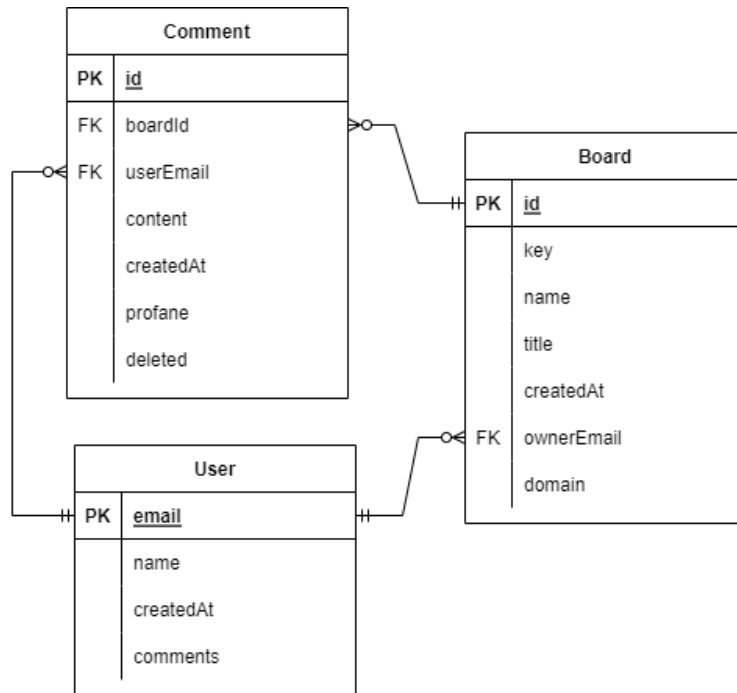 Comment
PK id
FK boardId
FK userEmail
content
createdAt
profane
deleted
Board
PK id
key
name
title
createdAt
FK ownerEmail
domain
User
PK email
name
createdAt
comments